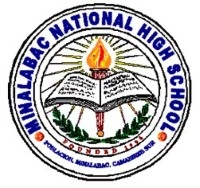 MINALABAC NATIONAL HIGH SCHOOL
FOUNDED
POBLACION, MINALABAC, CAMARINES SUR